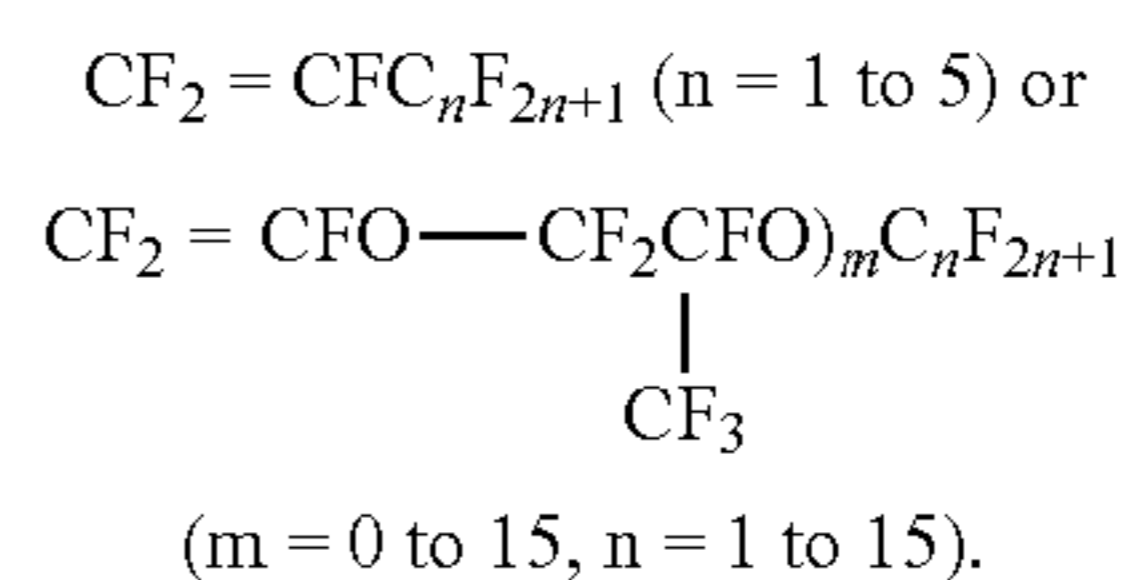 CF₂ = CFCₙF₂ₙ₊₁ (n = 1 to 5) or
CF₂ = CFO—CF₂CFO)ₘCₙF₂ₙ₊₁
CF₃
(m = 0 to 15, n = 1 to 15).